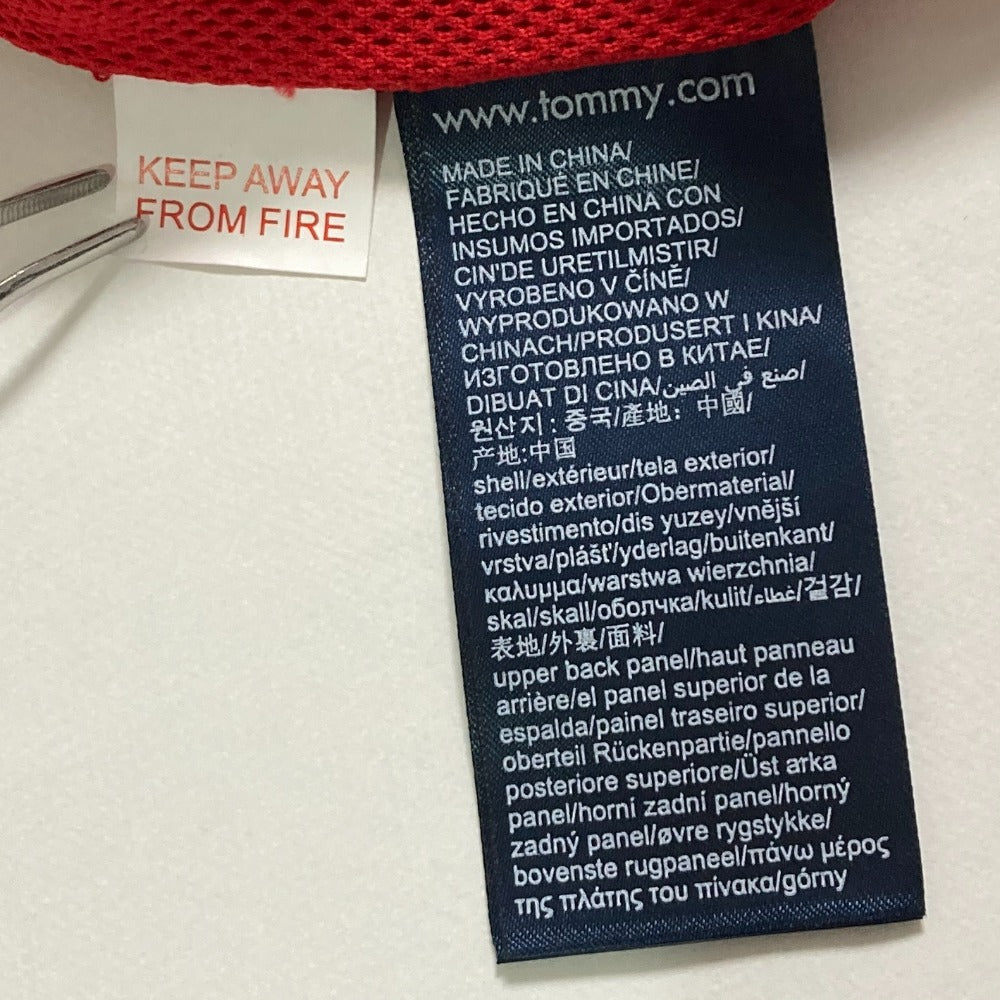 KEEP AWAY
FROM FIRE
www.tommy.com
MADE IN CHINA/
FABRIQUÉ EN CHINE/
HECHO EN CHINA CON
INSUMOS IMPORTADOS/
CIN'DE URETILMISTIR/
VYROBENO V ČÍNĚ/
WYPRODUKOWANO W
CHINACH/PRODUSERT I KINA/
ИЗГОТОВЛЕНО В КИТАЕ/
DIBUAT DI CINA/صنع في الصين/
원산지 : 중국/產地：中國/
产地:中国
shell/extérieur/tela exterior/
tecido exterior/Obermaterial/
rivestimento/dis yuzey/vnější
vrstva/plášť/yderlag/buitenkant/
καλυμμα/warstwa wierzchnia/
skal/skall/оболчка/kulit/غطاء/겉감/
表地/外裏/面料/
upper back panel/haut panneau
arrière/el panel superior de la
espalda/painel traseiro superior/
oberteil Rückenpartie/pannello
posteriore superiore/Üst arka
panel/horní zadní panel/horný
zadný panel/øvre rygstykke/
bovenste rugpaneel/πάνω μέρος
της πλάτης του πίνακα/górny